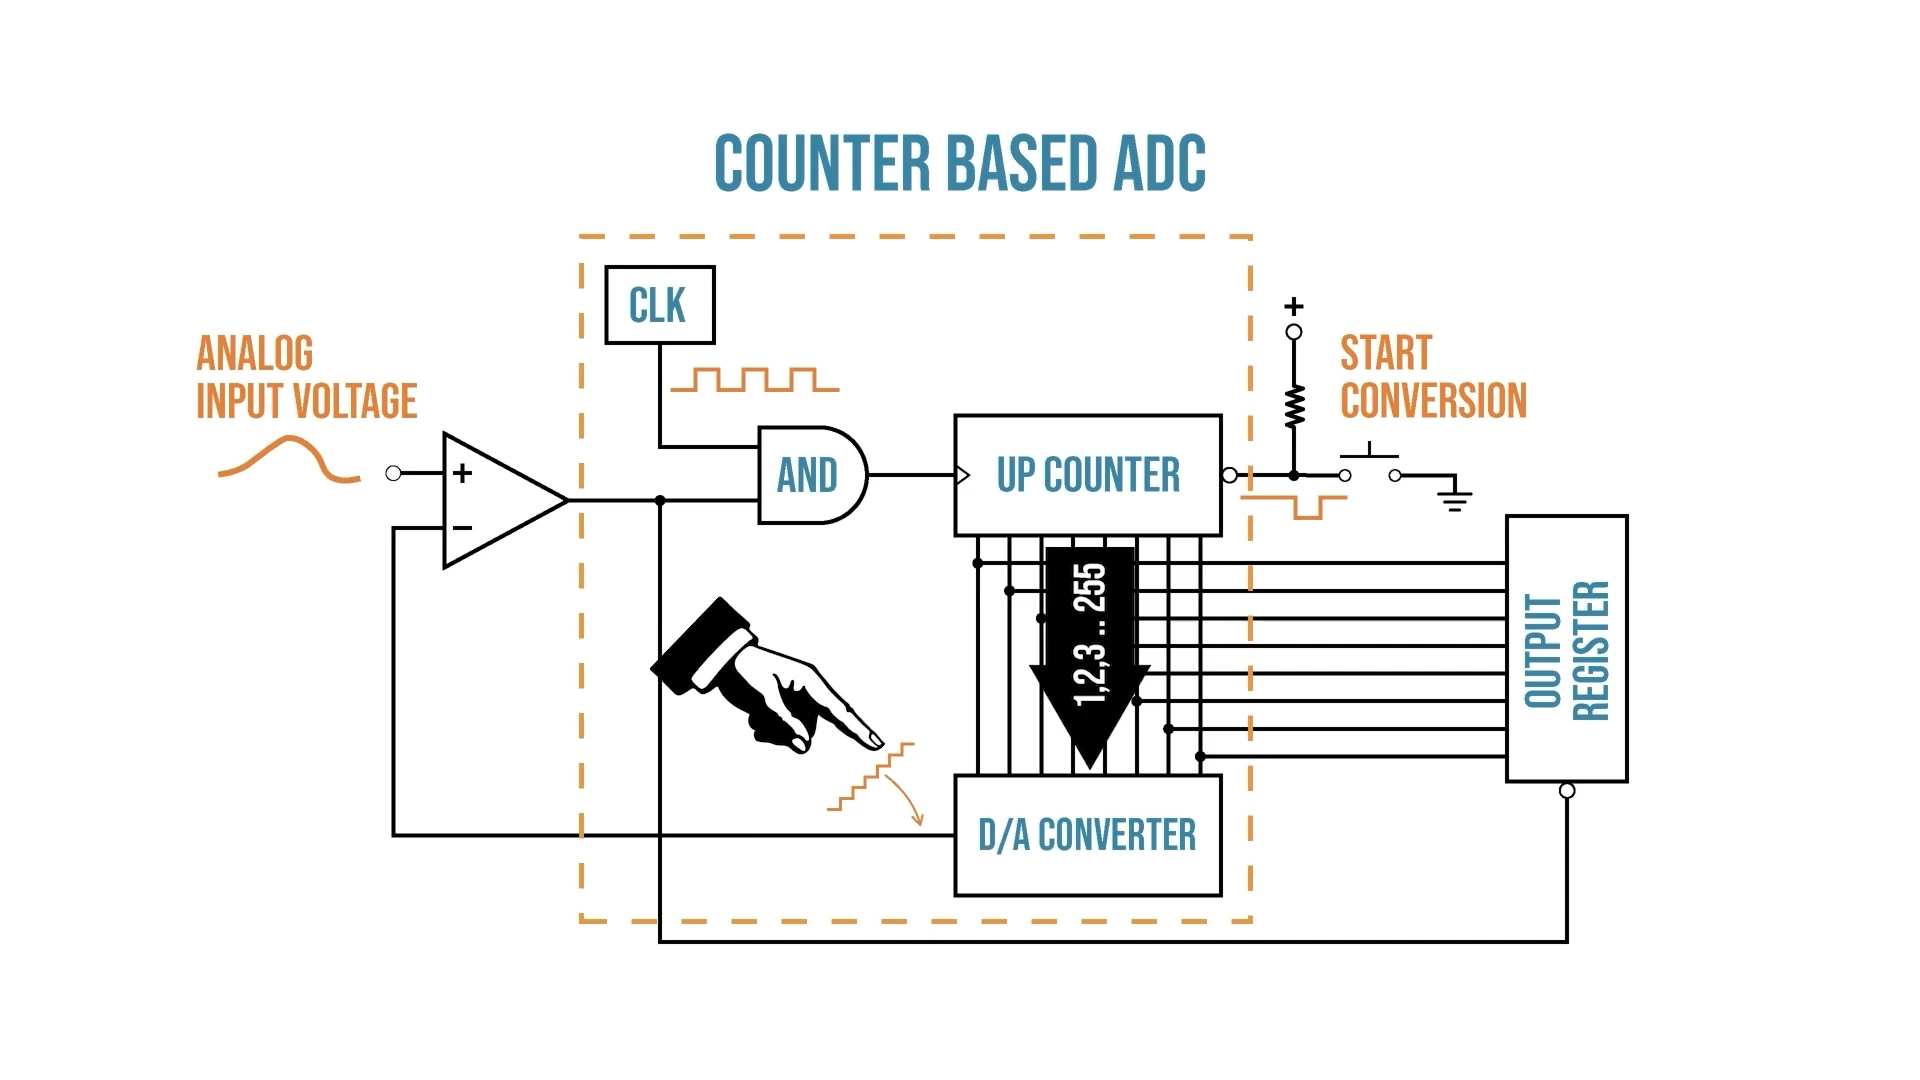 COUNTER BASED ADC
CLK
ANALOG
INPUT VOLTAGE
+
START
CONVERSION
+
AND
UP COUNTER
−
1,2,3 .. 255
OUTPUT
REGISTER
D/A CONVERTER